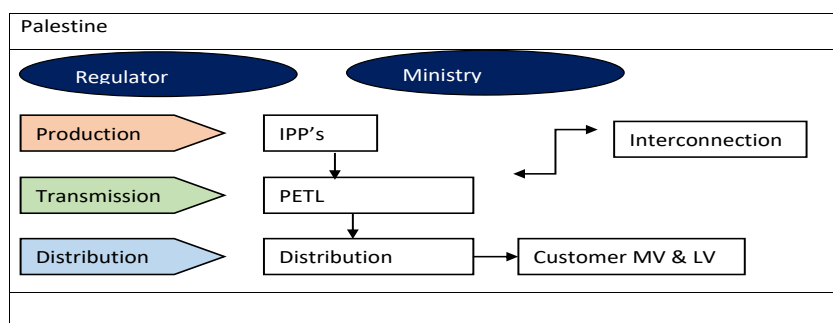 Palestine
Regulator
Ministry
Production
IPP's
Interconnection
Transmission
PETL
Distribution
Distribution
Customer MV & LV